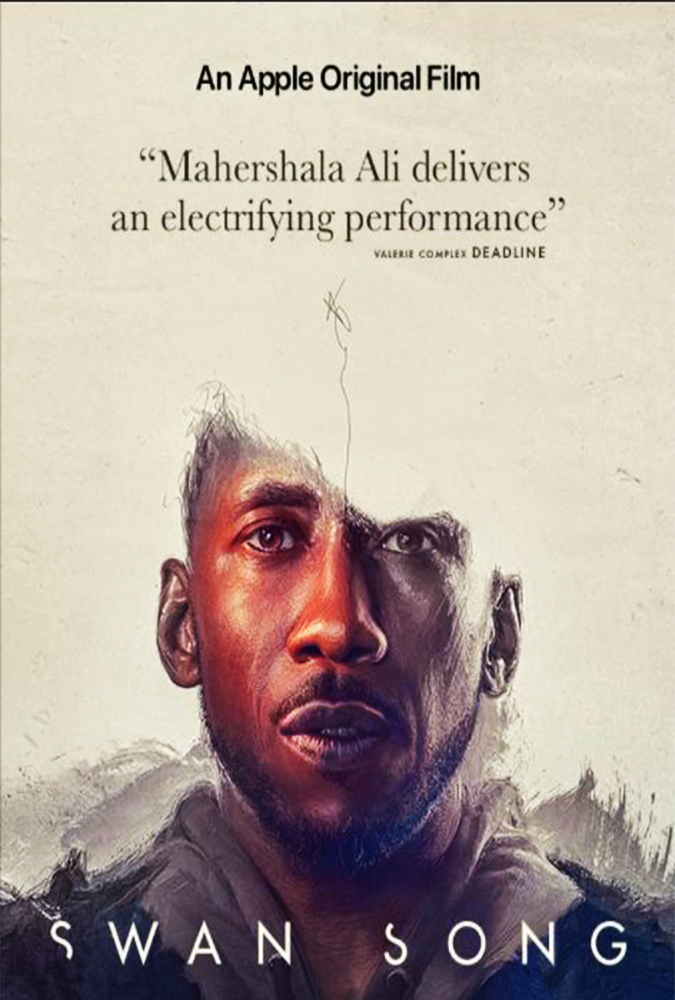 An Apple Original Film
“Mahershala Ali delivers
an electrifying performance”
VALERIE COMPLEX DEADLINE
SWAN SONG